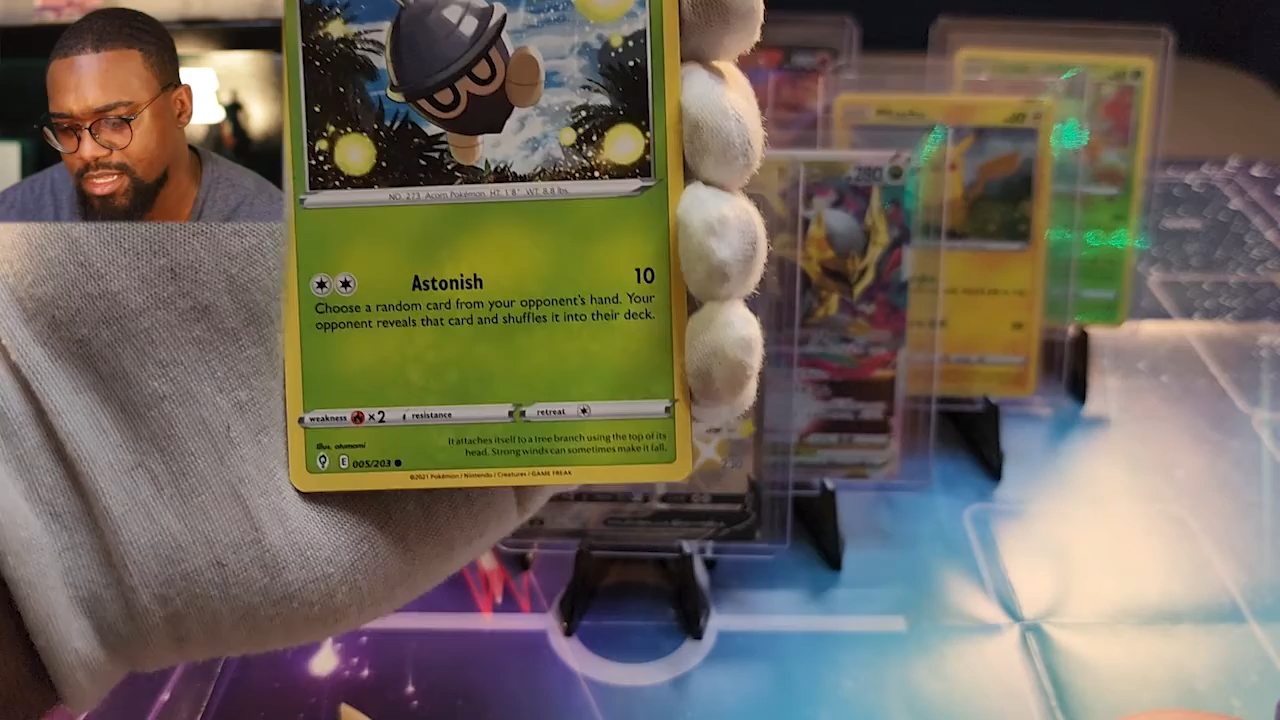 NO. 273 Acorn Pokémon. HT: 1'8" WT: 8.8 lbs.
Astonish 10
Choose a random card from your opponent's hand. Your
opponent reveals that card and shuffles it into their deck.
weakness ×2 resistance retreat
Illus. ohmomi
It attaches itself to a tree branch using the top of its
head. Strong winds can sometimes make it fall.
E 005/203
©2021 Pokémon / Nintendo / Creatures / GAME FREAK
280
Pikachu
230